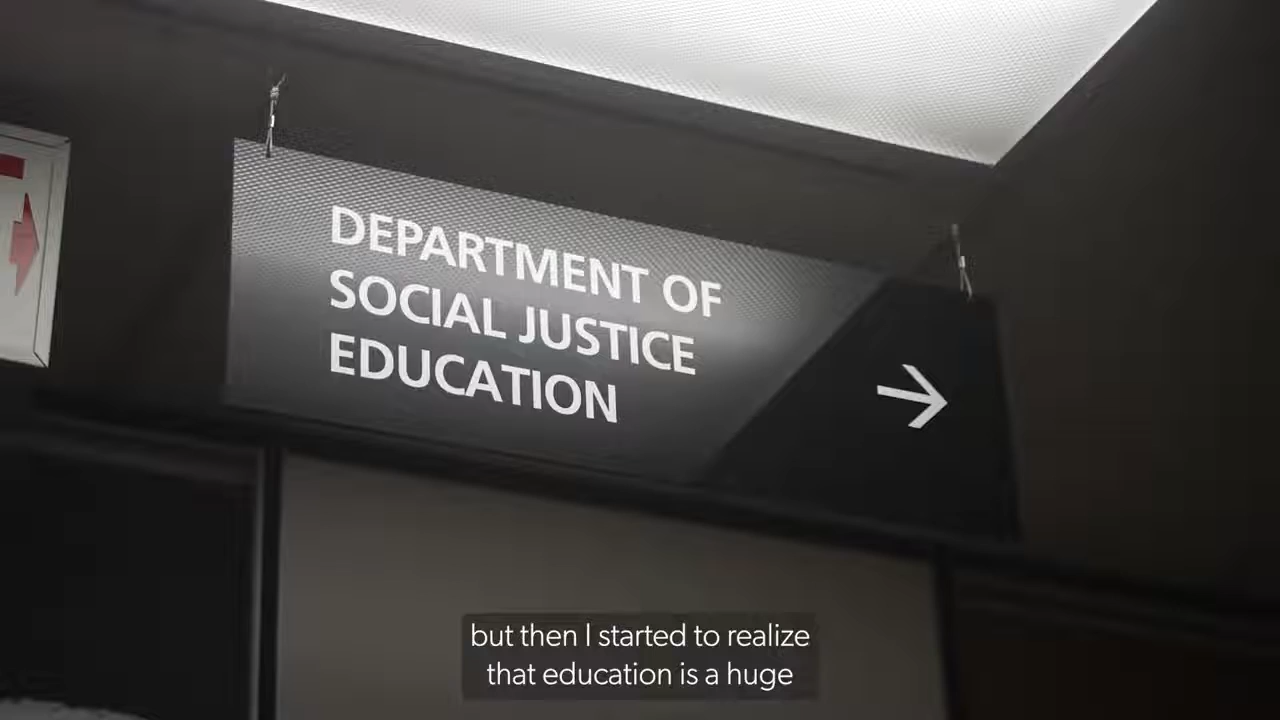 DEPARTMENT OF
SOCIAL JUSTICE
EDUCATION
but then I started to realize
that education is a huge